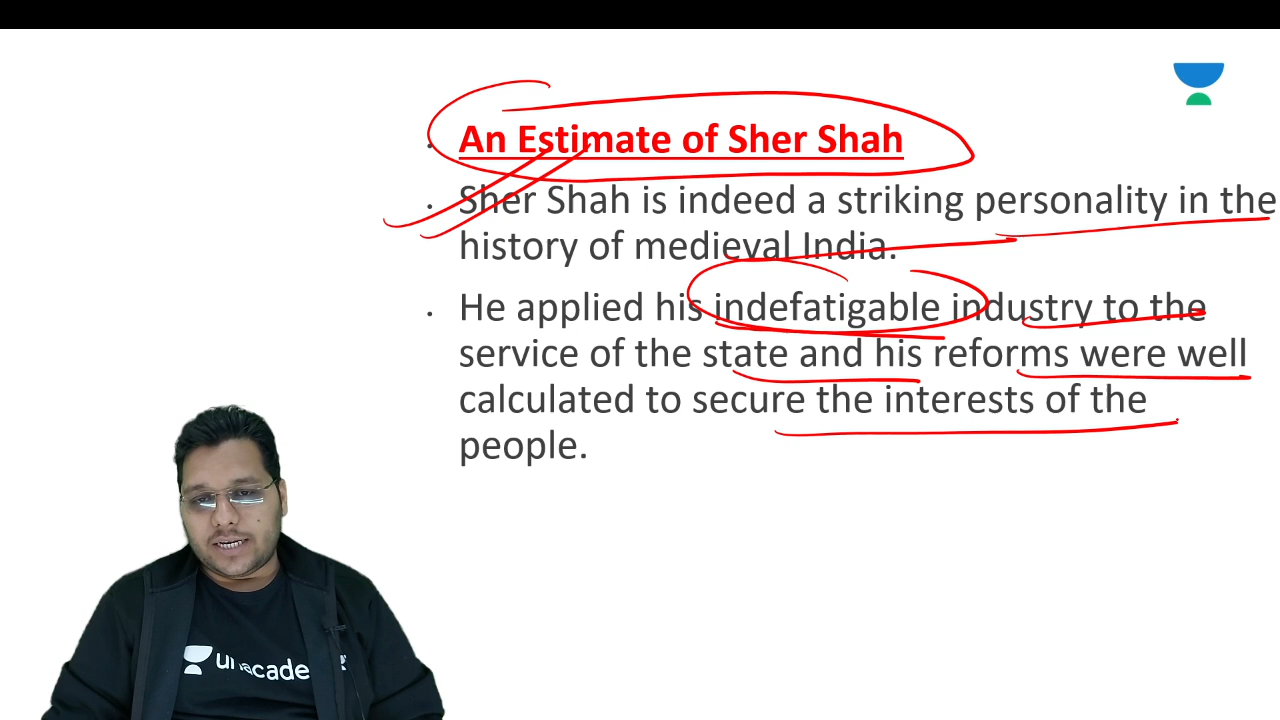 An Estimate of Sher Shah
Sher Shah is indeed a striking personality in the
history of medieval India.
He applied his indefatigable industry to the
service of the state and his reforms were well
calculated to secure the interests of the
people.